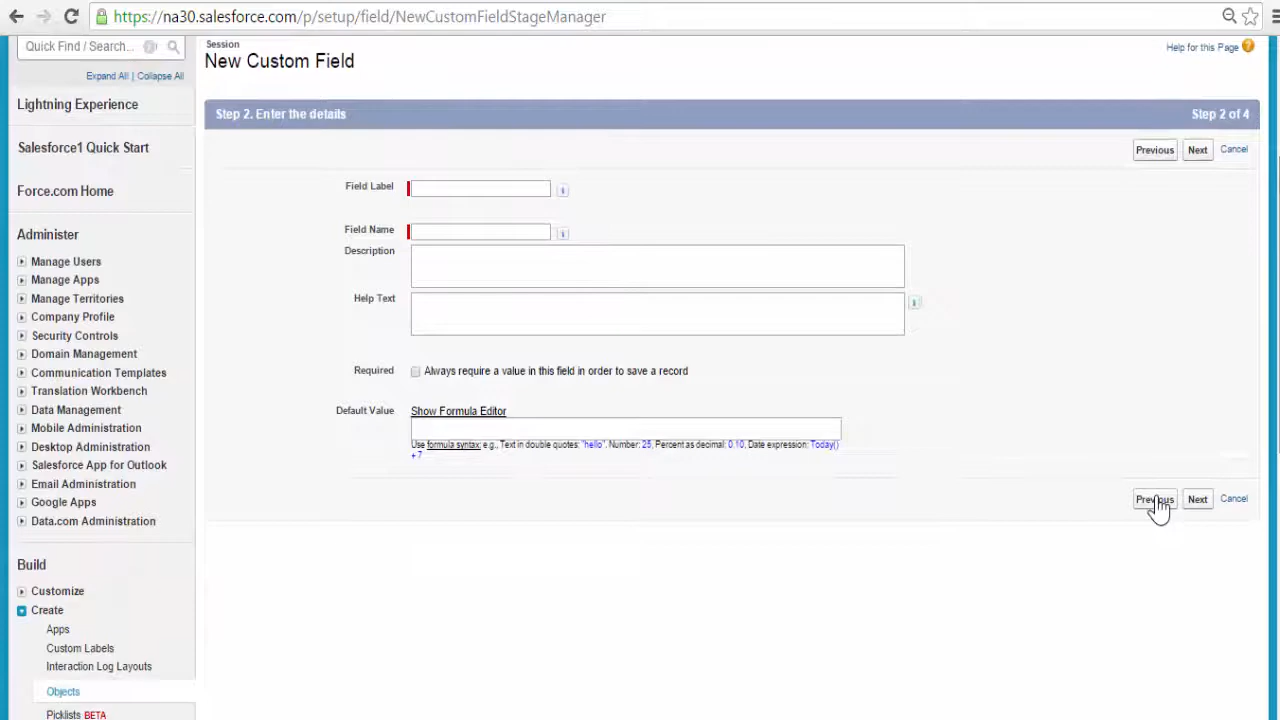 https://na30.salesforce.com/p/setup/field/NewCustomFieldStageManager
Quick Find / Search...
Expand All | Collapse All
Lightning Experience
Salesforce1 Quick Start
Force.com Home
Administer
Manage Users
Manage Apps
Manage Territories
Company Profile
Security Controls
Domain Management
Communication Templates
Translation Workbench
Data Management
Mobile Administration
Desktop Administration
Salesforce App for Outlook
Email Administration
Google Apps
Data.com Administration
Build
Customize
Create
Apps
Custom Labels
Interaction Log Layouts
Objects
Picklists BETA
Session
New Custom Field
Help for this Page ?
Step 2. Enter the details
Step 2 of 4
Previous Next Cancel
Field Label
i
Field Name
i
Description
Help Text
i
Required
Always require a value in this field in order to save a record
Default Value
Show Formula Editor
Use formula syntax: e.g., Text in double quotes: "hello", Number: 25, Percent as decimal: 0.10, Date expression: Today()
+ 7
Previous Next Cancel